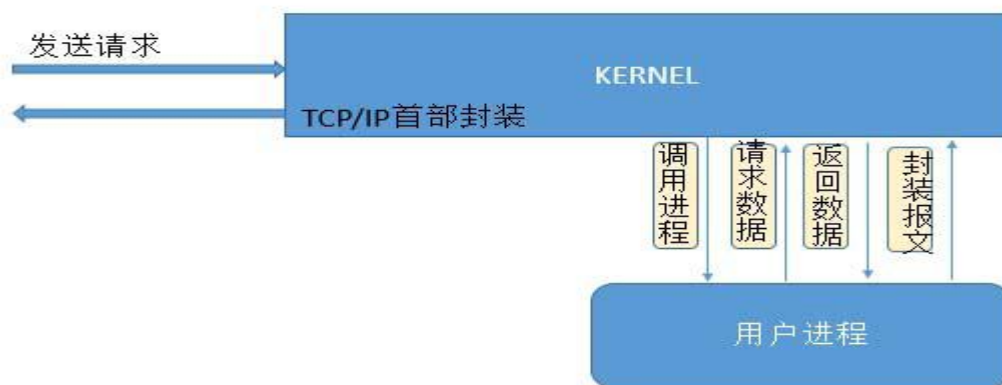 发送请求
KERNEL
TCP/IP首部封装
调用进程
请求数据
返回数据
封装报文
用户进程